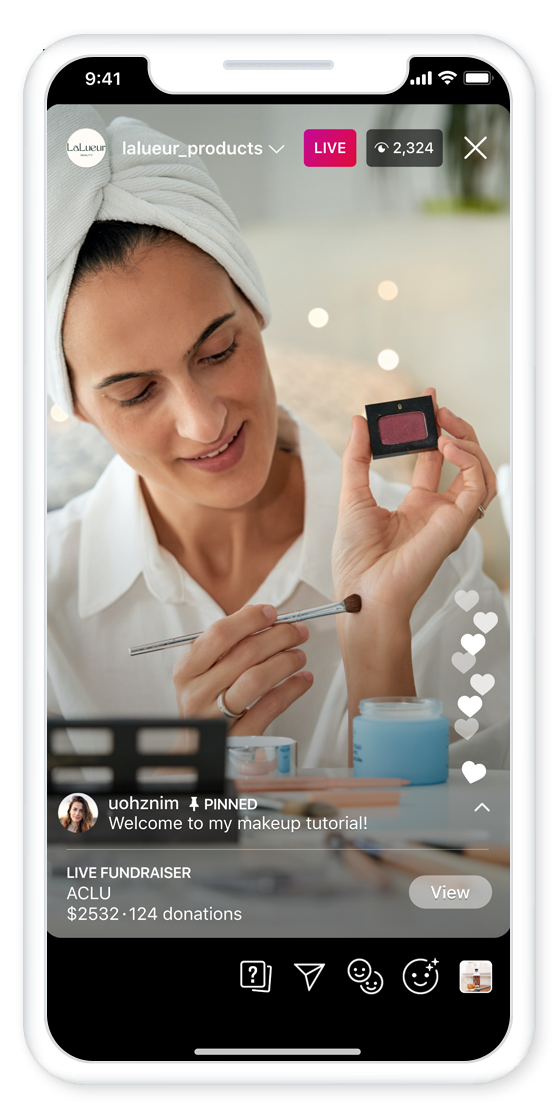 9:41
LaLueur
BEAUTY
lalueur_products
LIVE
2,324
uohznim PINNED
Welcome to my makeup tutorial!
LIVE FUNDRAISER
ACLU
$2532 · 124 donations
View
?